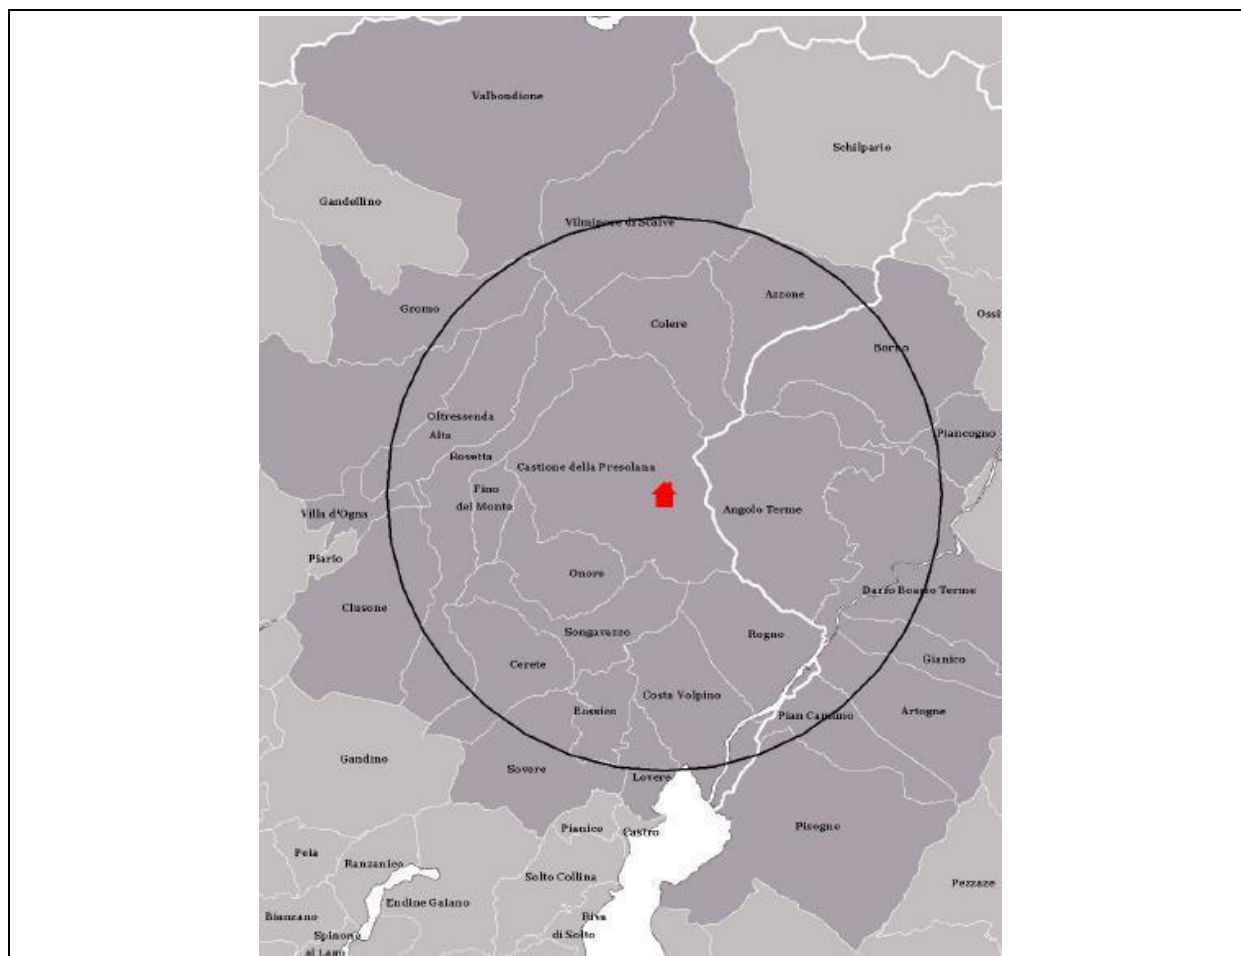 Valbondione
Schilpario
Gandellino
Vilminore di Scalve
Azzone
Gromo
Ossi
Colere
Borno
Oltressenda
Alta
Piancogno
Rovetta
Castione della Presolana
Fino
del Monte
Villa d'Ogna
Angolo Terme
Piario
Onore
Darfo Boario Terme
Clusone
Songavazzo
Rogno
Gianico
Cerete
Costa Volpino
Bossico
Pian Camuno
Artogne
Gandino
Sovere
Lovere
Pianico
Castro
Pisogne
Peia
Ranzanico
Solto Collina
Pezzaze
Endine Gaiano
Bianzano
Riva
di Solto
Spinone
al Lago